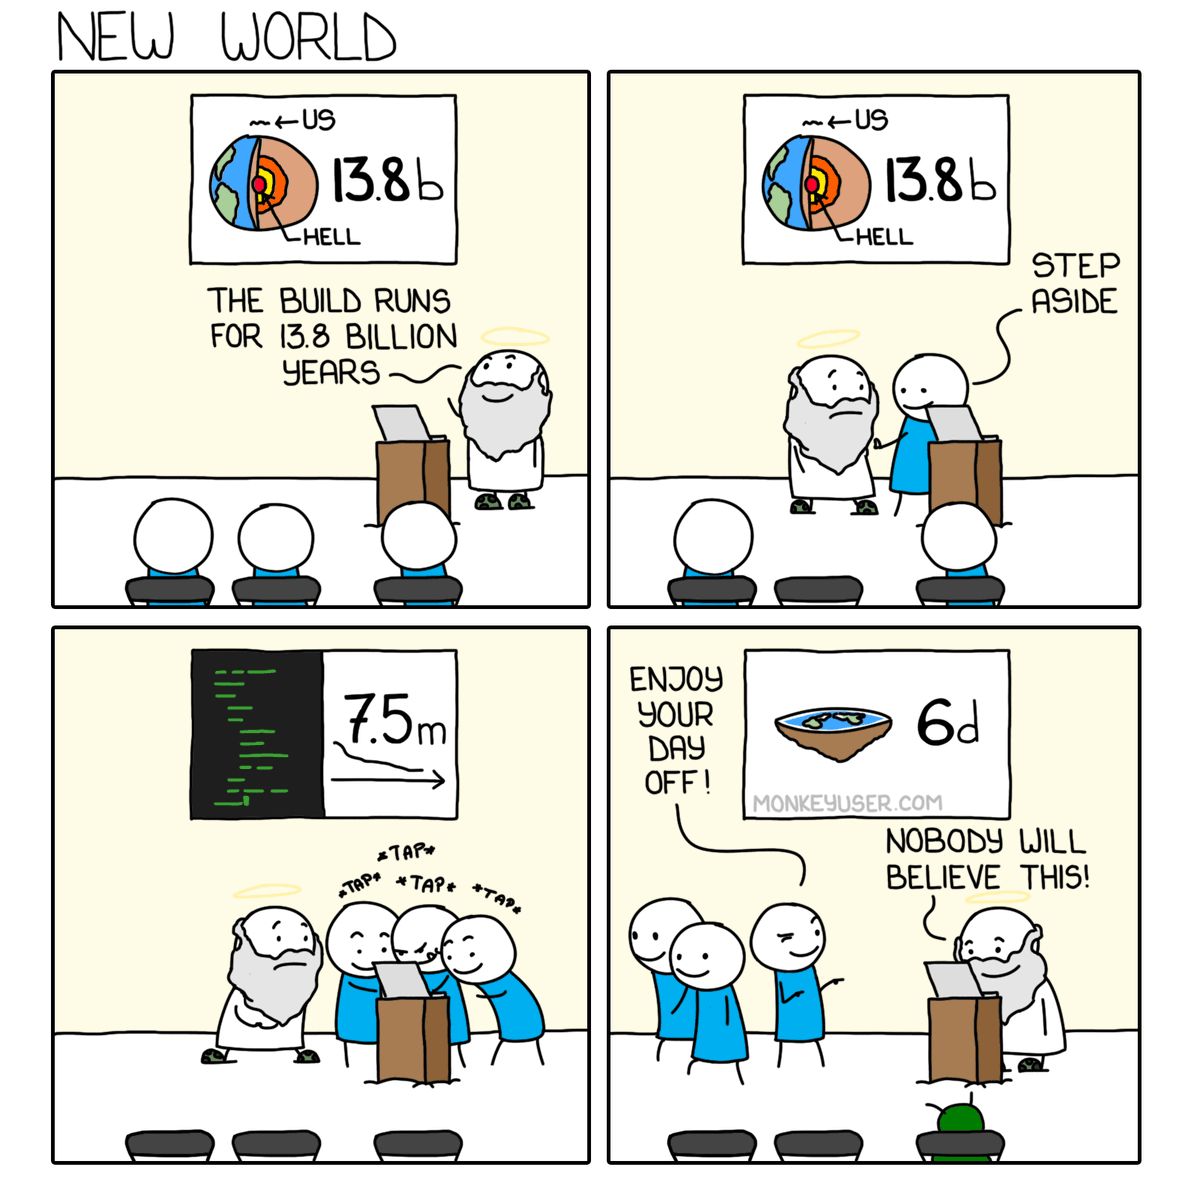 NEW WORLD
US
13.8b
HELL
THE BUILD RUNS
FOR 13.8 BILLION
YEARS
US
13.8b
HELL
STEP
ASIDE
7.5m
*TAP*
*TAP*
*TAP*
*TAP*
ENJOY
YOUR
DAY
OFF!
6d
MONKEYUSER.COM
NOBODY WILL
BELIEVE THIS!